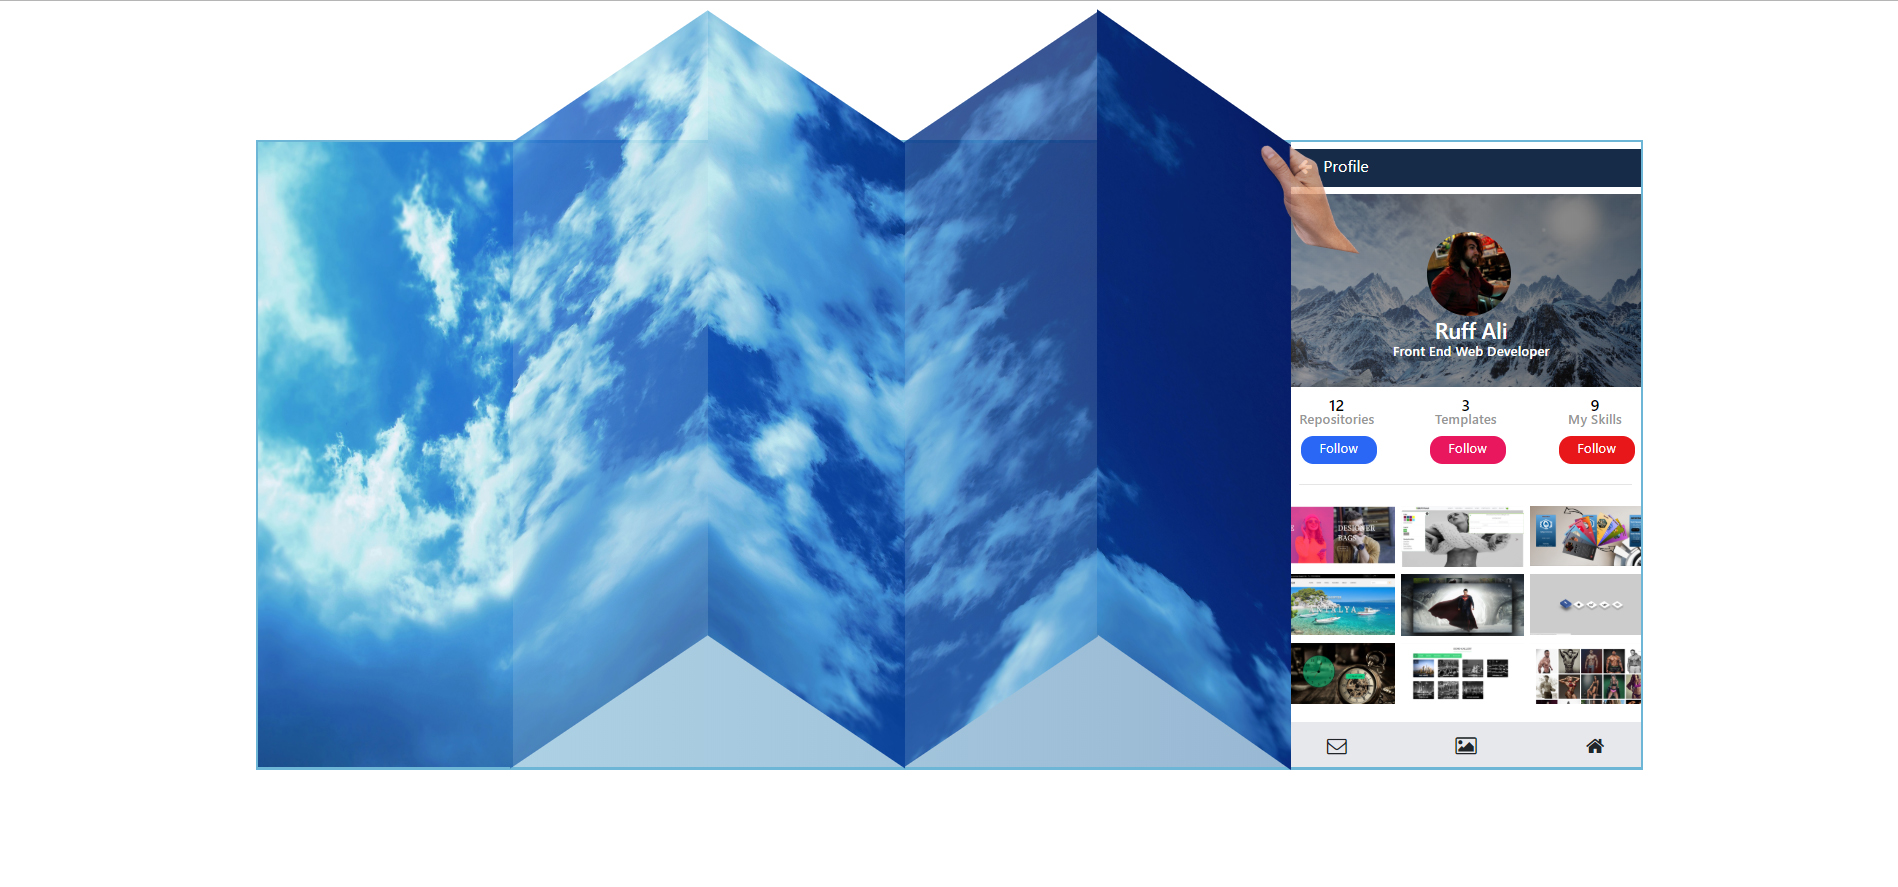 Profile
Ruff Ali
Front End Web Developer
12 3 9
Repositories Templates My Skills
Follow Follow Follow
DESIGNER
BAGS